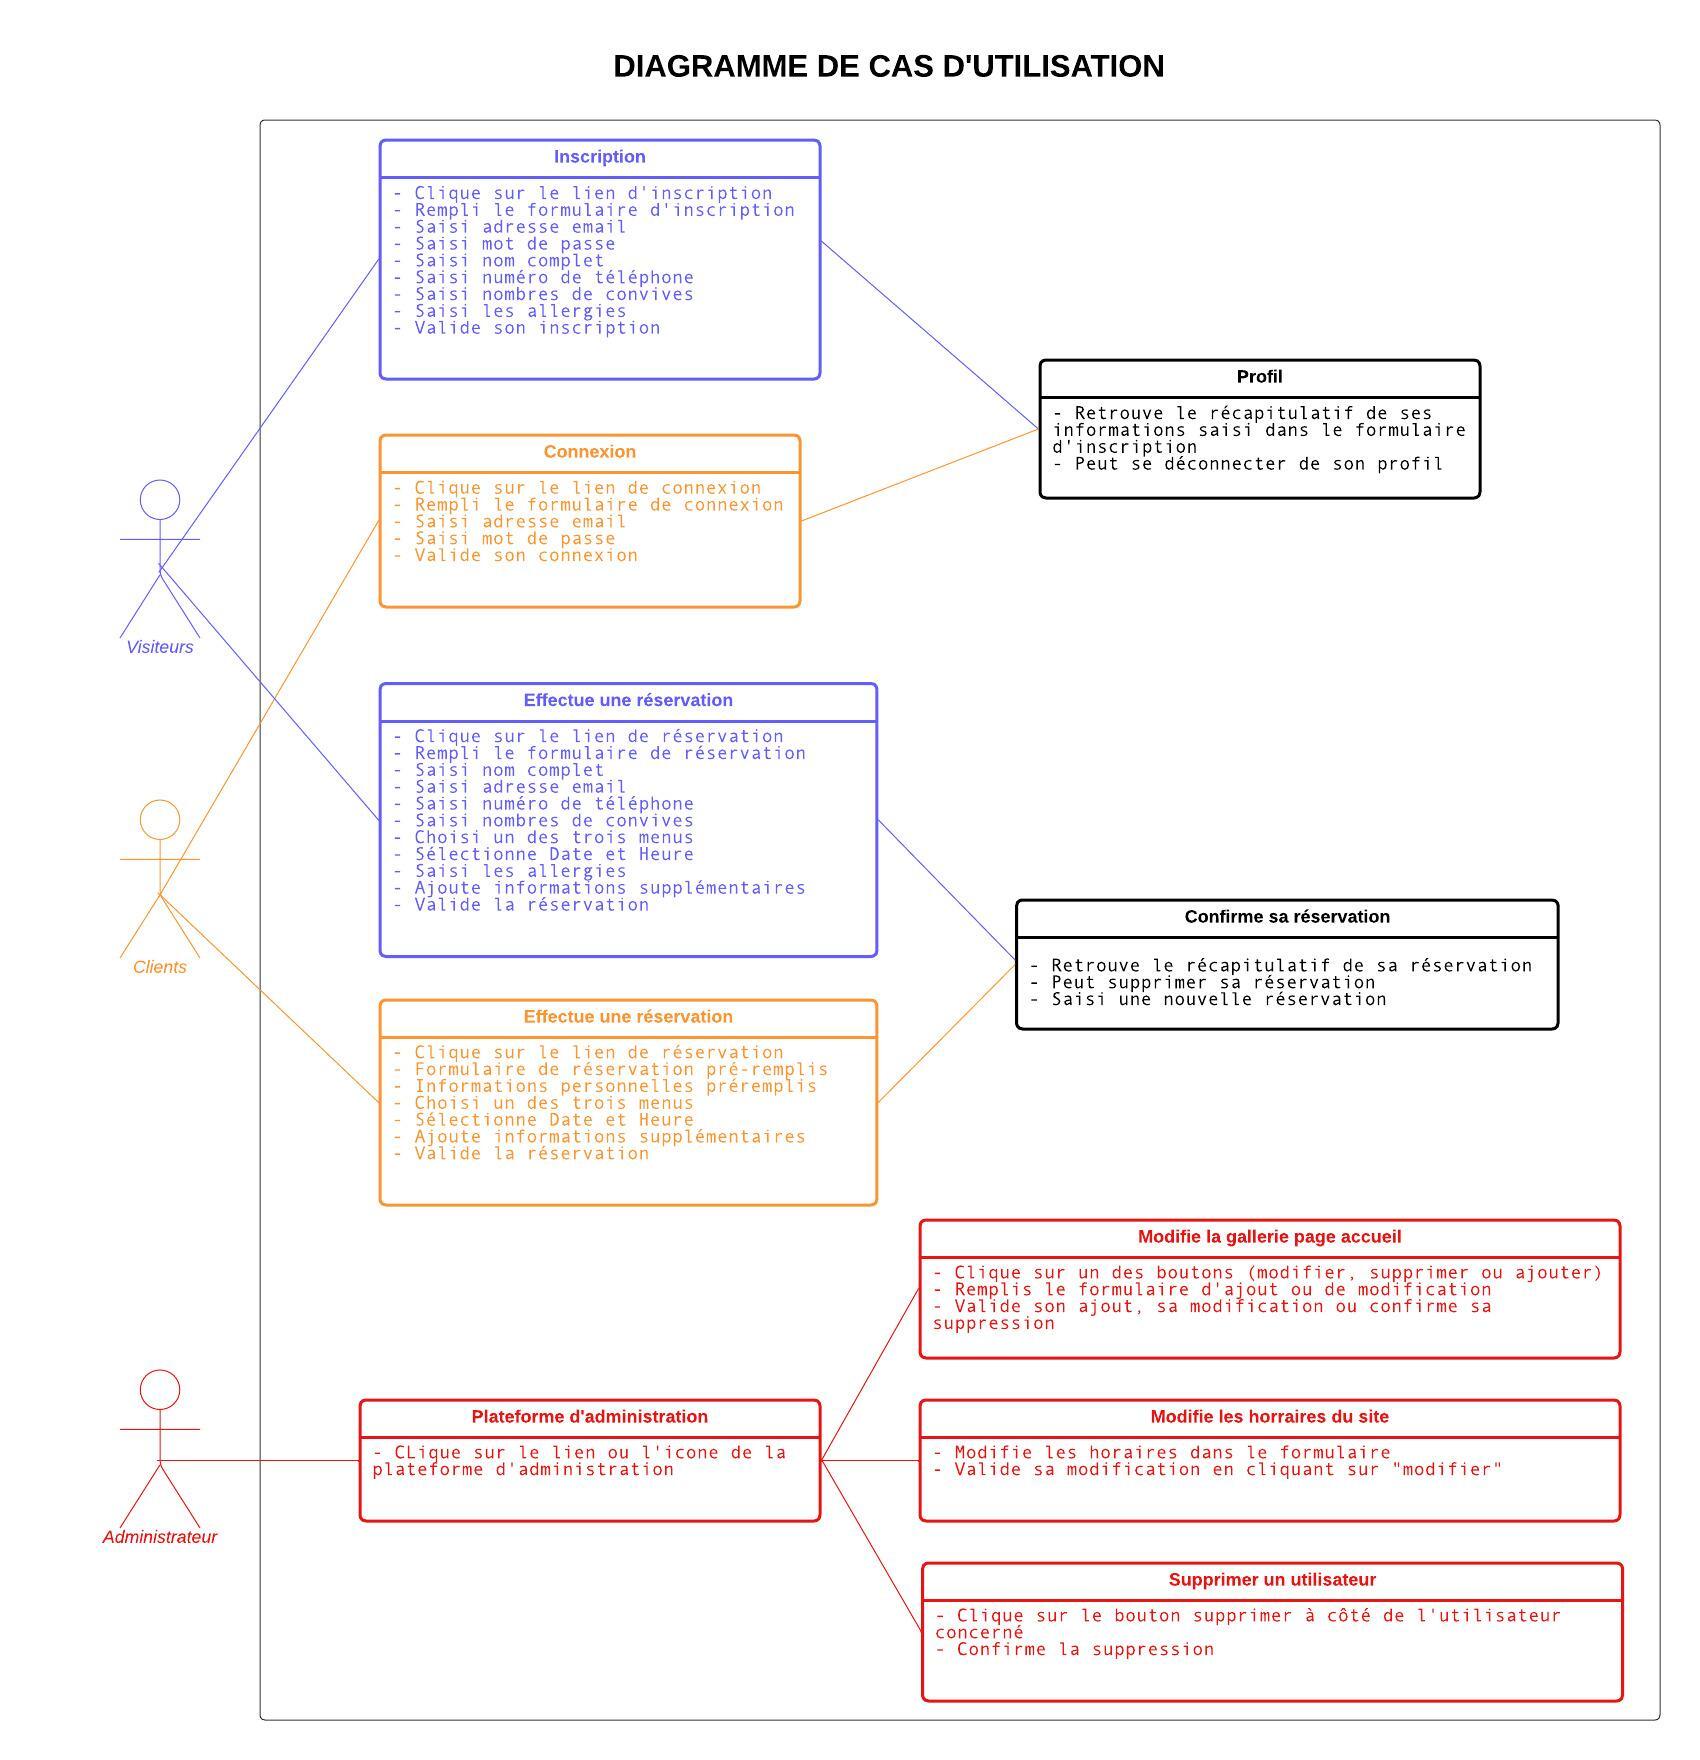 DIAGRAMME DE CAS D'UTILISATION
Inscription
- Clique sur le lien d'inscription
- Rempli le formulaire d'inscription
- Saisi adresse email
- Saisi mot de passe
- Saisi nom complet
- Saisi numéro de téléphone
- Saisi nombres de convives
- Saisi les allergies
- Valide son inscription
Profil
- Retrouve le récapitulatif de ses
informations saisi dans le formulaire
d'inscription
- Peut se déconnecter de son profil
Connexion
- Clique sur le lien de connexion
- Rempli le formulaire de connexion
- Saisi adresse email
- Saisi mot de passe
- Valide son connexion
Visiteurs
Effectue une réservation
- Clique sur le lien de réservation
- Rempli le formulaire de réservation
- Saisi nom complet
- Saisi adresse email
- Saisi numéro de téléphone
- Saisi nombres de convives
- Choisi un des trois menus
- Sélectionne Date et Heure
- Saisi les allergies
- Ajoute informations supplémentaires
- Valide la réservation
Clients
Confirme sa réservation
- Retrouve le récapitulatif de sa réservation
- Peut supprimer sa réservation
- Saisi une nouvelle réservation
Effectue une réservation
- Clique sur le lien de réservation
- Formulaire de réservation pré-remplis
- Informations personnelles préremplis
- Choisi un des trois menus
- Sélectionne Date et Heure
- Ajoute informations supplémentaires
- Valide la réservation
Modifie la gallerie page accueil
- Clique sur un des boutons (modifier, supprimer ou ajouter)
- Remplis le formulaire d'ajout ou de modification
- Valide son ajout, sa modification ou confirme sa
suppression
Administrateur
Plateforme d'administration
- CLique sur le lien ou l'icone de la
plateforme d'administration
Modifie les horraires du site
- Modifie les horaires dans le formulaire
- Valide sa modification en cliquant sur "modifier"
Supprimer un utilisateur
- Clique sur le bouton supprimer à côté de l'utilisateur
concerné
- Confirme la suppression